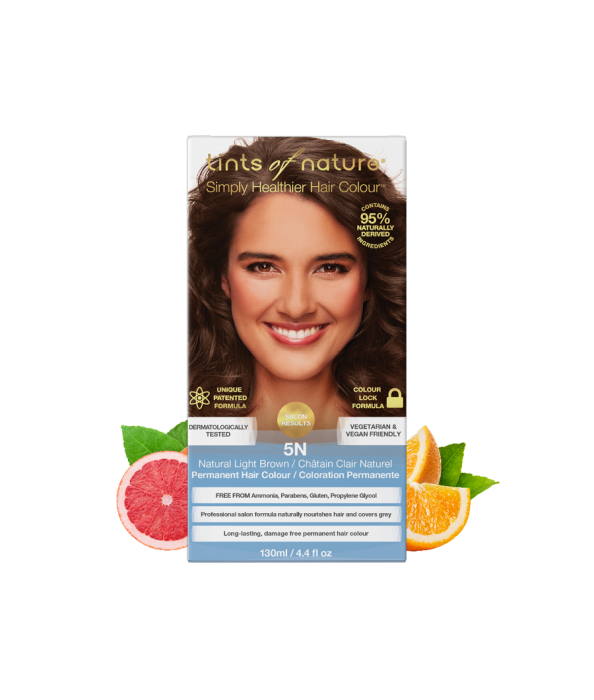 tints of nature
Simply Healthier Hair Colour
CONTAINS
95%
NATURALLY
DERIVED
INGREDIENTS
UNIQUE
PATENTED
FORMULA
COLOUR
LOCK
FORMULA
SALON
RESULTS
DERMATOLOGICALLY
TESTED
VEGETARIAN &
VEGAN FRIENDLY
5N
Natural Light Brown / Châtain Clair Naturel
Permanent Hair Colour / Coloration Permanente
FREE FROM Ammonia, Parabens, Gluten, Propylene Glycol
Professional salon formula naturally nourishes hair and covers grey
Long-lasting, damage free permanent hair colour
130ml/ 4.4 fl oz